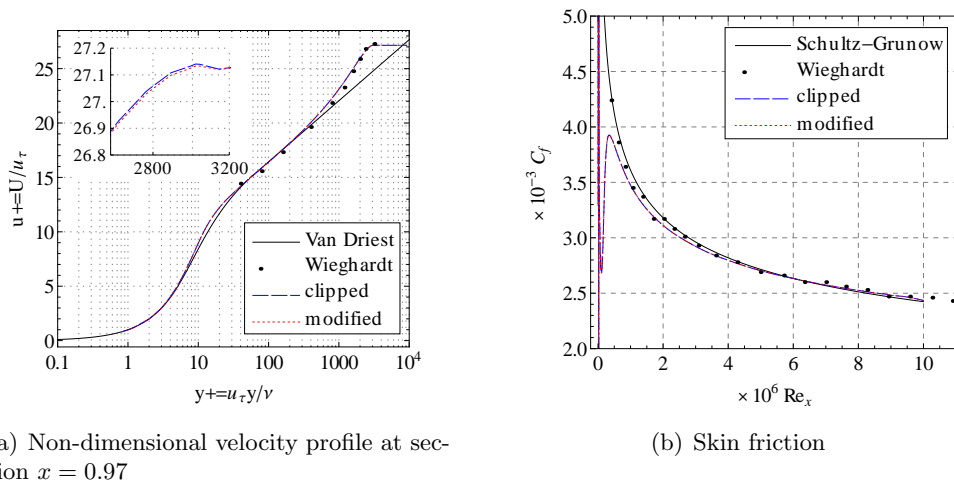 27.2
27.1
27.0
26.9
26.8
2800
3200
25
20
15
10
5
0
u+=U/uτ
0.1
1
10
100
1000
10⁴
y+=uτy/ν
Van Driest
Wieghardt
clipped
modified
a) Non-dimensional velocity profile at sec-
ion x = 0.97
5.0
4.5
4.0
3.5
3.0
2.5
2.0
× 10⁻³ Cf
0
2
4
6
8
10
× 10⁶ Reₓ
Schultz−Grunow
Wieghardt
clipped
modified
(b) Skin friction